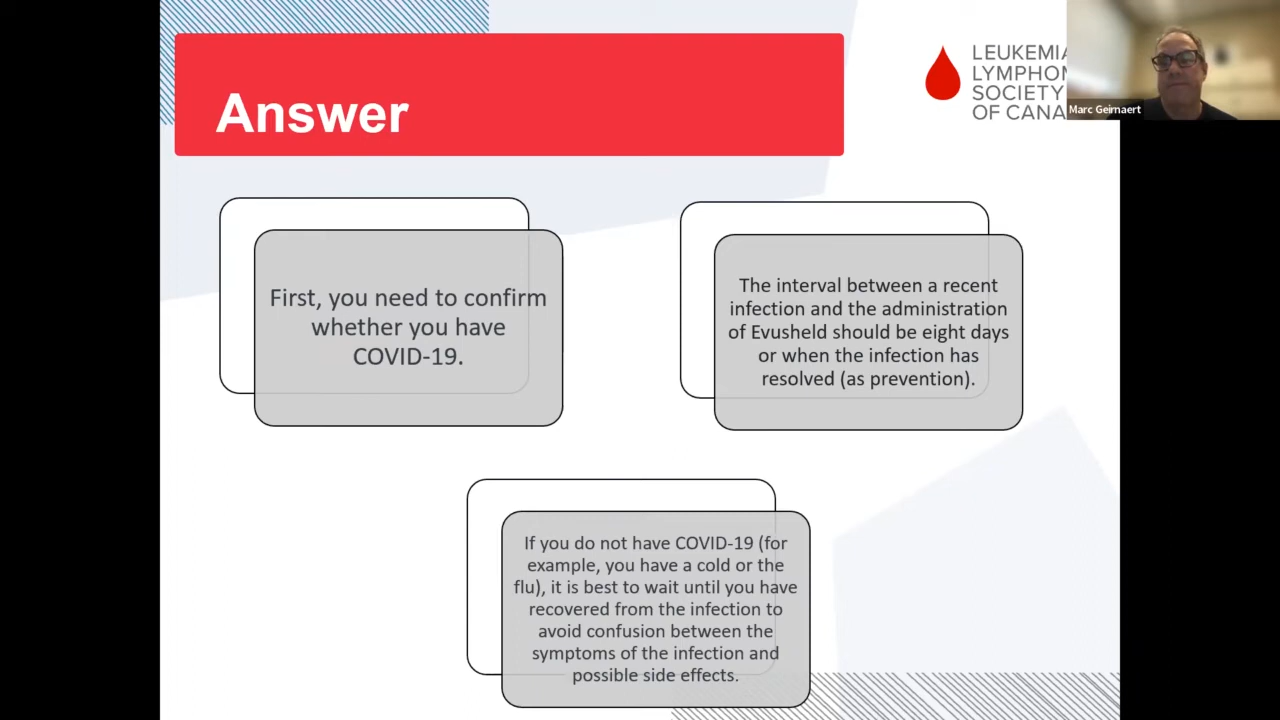 Answer
LEUKEMIA
LYMPHOM
SOCIETY
OF CANA
Marc Geirnaert
First, you need to confirm
whether you have
COVID-19.
The interval between a recent
infection and the administration
of Evusheld should be eight days
or when the infection has
resolved (as prevention).
If you do not have COVID-19 (for
example, you have a cold or the
flu), it is best to wait until you have
recovered from the infection to
avoid confusion between the
symptoms of the infection and
possible side effects.